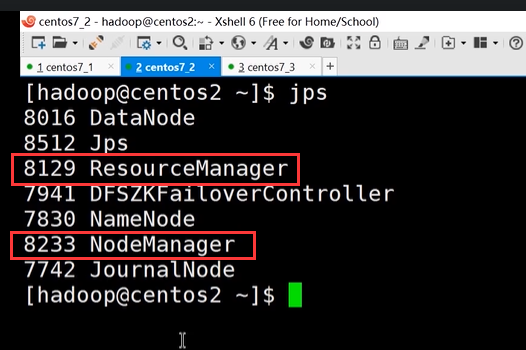 centos7_2 - hadoop@centos2:~ - Xshell 6 (Free for Home/School)
1 centos7_1 2 centos7_2 3 centos7_3
[hadoop@centos2 ~]$ jps
8016 DataNode
8512 Jps
8129 ResourceManager
7941 DFSZKFailoverController
7830 NameNode
8233 NodeManager
7742 JournalNode
[hadoop@centos2 ~]$